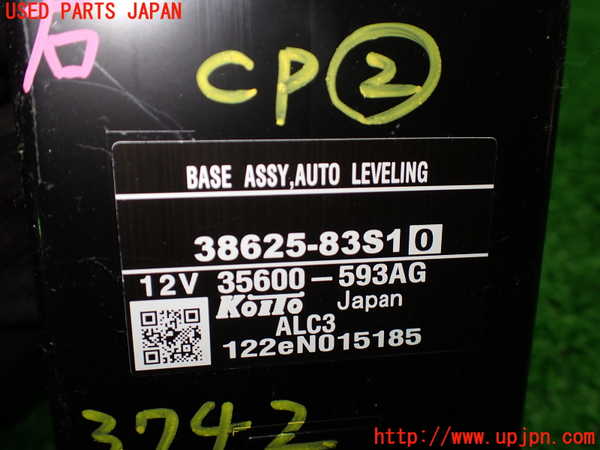 USED PARTS JAPAN
右
CP②
BASE ASSY,AUTO LEVELING
38625-83S10
12V 35600-593AG
KOITO Japan
ALC3
122eN015185
3742
http://www.upjpn.com